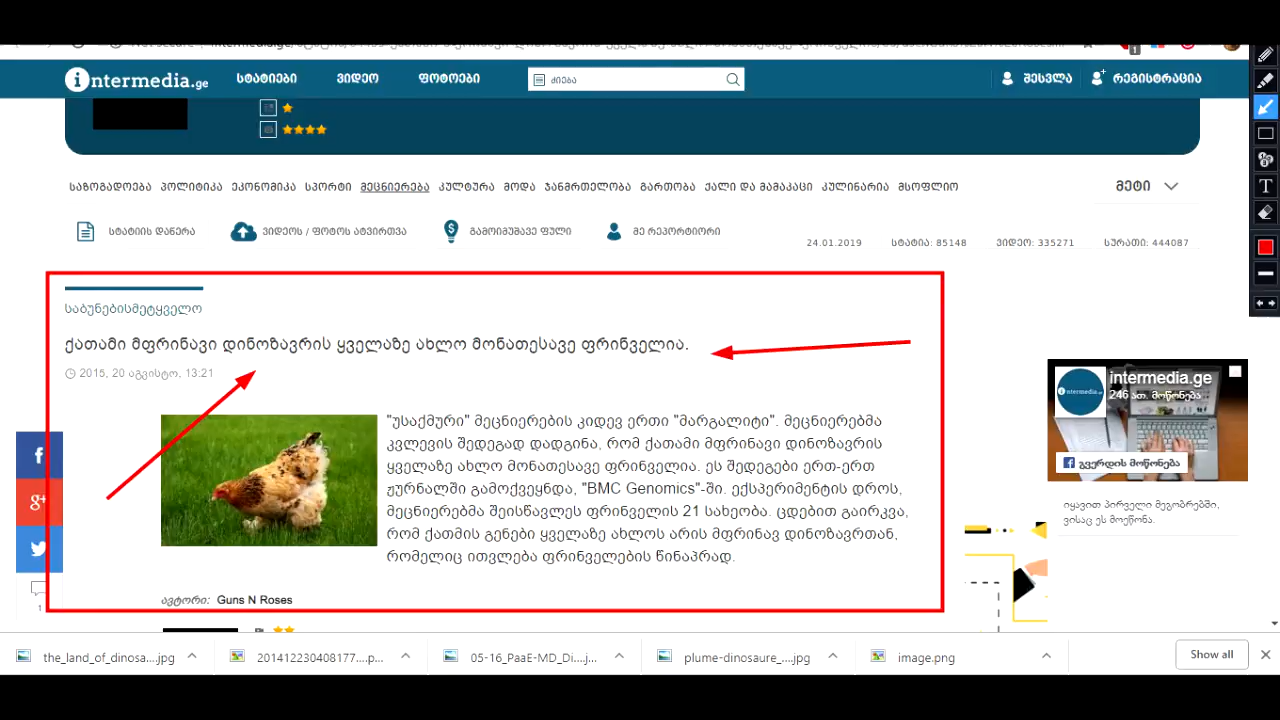 intermedia.ge
სტატიები ვიდეო ფოტოები
ძიება
შესვლა რეგისტრაცია
საზოგადოება პოლიტიკა ეკონომიკა სპორტი მეცნიერება კულტურა მოდა ჯანმრთელობა გართობა ქალი და მამაკაცი კულინარია მსოფლიო
მეტი
სტატიის დაწერა ვიდეოს / ფოტოს ატვირთვა გამოიმუშავე ფული მე რეპორტიორი
24.01.2019 სტატია: 85148 ვიდეო: 335271 სურათი: 444087
საბუნებისმეტყველო
ქათამი მფრინავი დინოზავრის ყველაზე ახლო მონათესავე ფრინველია.
2015, 20 აგვისტო, 13:21
"უსაქმური" მეცნიერების კიდევ ერთი "მარგალიტი". მეცნიერებმა
კვლევის შედეგად დადგინა, რომ ქათამი მფრინავი დინოზავრის
ყველაზე ახლო მონათესავე ფრინველია. ეს შედეგები ერთ-ერთ
ჟურნალში გამოქვეყნდა, "BMC Genomics"-ში. ექსპერიმენტის დროს,
მეცნიერბმს შეისწავლეს ფრინველის 21 სახეობა. ცდებით გაირკვა,
რომ ქათმის გენები ყველაზე ახლოს არის მფრინავ დინოზავრთან,
რომელიც ითვლება ფრინველების წინაპრად.
ავტორი: Guns N Roses
f
g+
1
intermedia.ge
246 ათ. მოწონება
გვერდის მოწონება
იყავით პირველი მეგობრებში,
ვისაც ეს მოეწონა.
the_land_of_dinosa....jpg 201412230408177....p... 05-16_PaaE-MD_Di....j... plume-dinosaure_....jpg image.png Show all